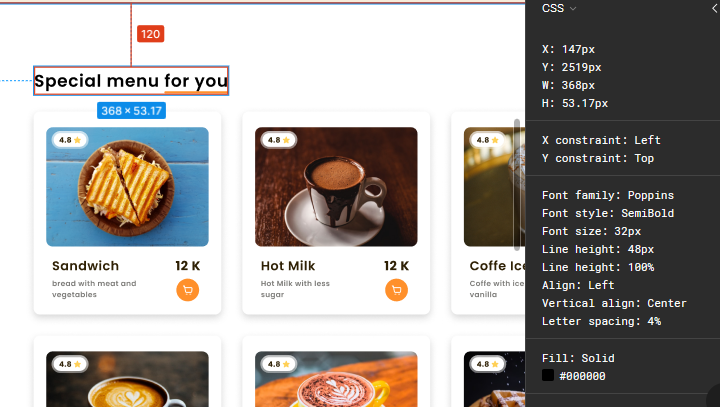 CSS
120
Special menu for you
368 × 53.17
4.8
4.8
4.8
Sandwich 12 K
bread with meat and
vegetables
Hot Milk 12 K
Hot Milk with less
sugar
Coffe Ice
Coffe with ice
vanilla
4.8
4.8
4.8
X: 147px
Y: 2519px
W: 368px
H: 53.17px
X constraint: Left
Y constraint: Top
Font family: Poppins
Font style: SemiBold
Font size: 32px
Line height: 48px
Line height: 100%
Align: Left
Vertical align: Center
Letter spacing: 4%
Fill: Solid
#000000